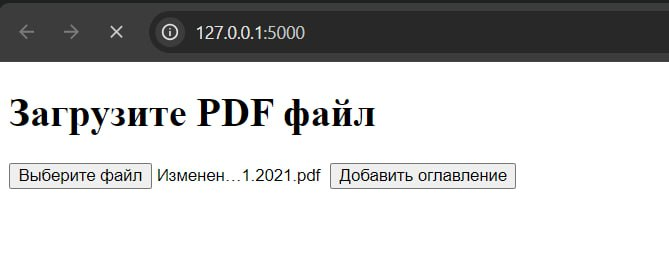 127.0.0.1:5000
Загрузите PDF файл
Выберите файл Изменен…1.2021.pdf Добавить оглавление